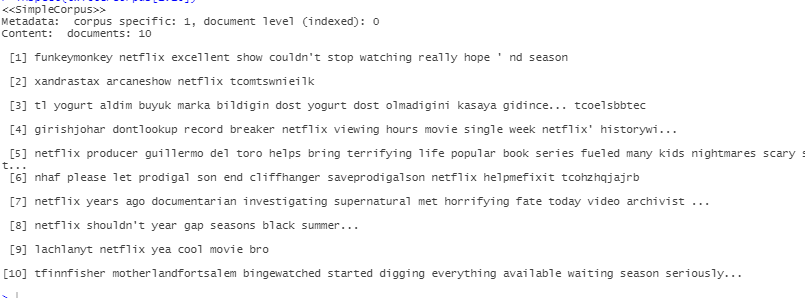 <<SimpleCorpus>>
Metadata:  corpus specific: 1, document level (indexed): 0
Content:  documents: 10
[1] funkeymonkey netflix excellent show couldn't stop watching really hope ' nd season
[2] xandrastax arcaneshow netflix tcomtswnieilk
[3] tl yogurt aldim buyuk marka bildigin dost yogurt dost olmadigini kasaya gidince... tcoelsbbtec
[4] girishjohar dontlookup record breaker netflix viewing hours movie single week netflix' historywi...
[5] netflix producer guillermo del toro helps bring terrifying life popular book series fueled many kids nightmares scary s
t...
[6] nhaf please let prodigal son end cliffhanger saveprodigalson netflix helpmefixit tcohzhqjajrb
[7] netflix years ago documentarian investigating supernatural met horrifying fate today video archivist ...
[8] netflix shouldn't year gap seasons black summer...
[9] lachlanyt netflix yea cool movie bro
[10] tfinnfisher motherlandfortsalem bingewatched started digging everything available waiting season seriously...